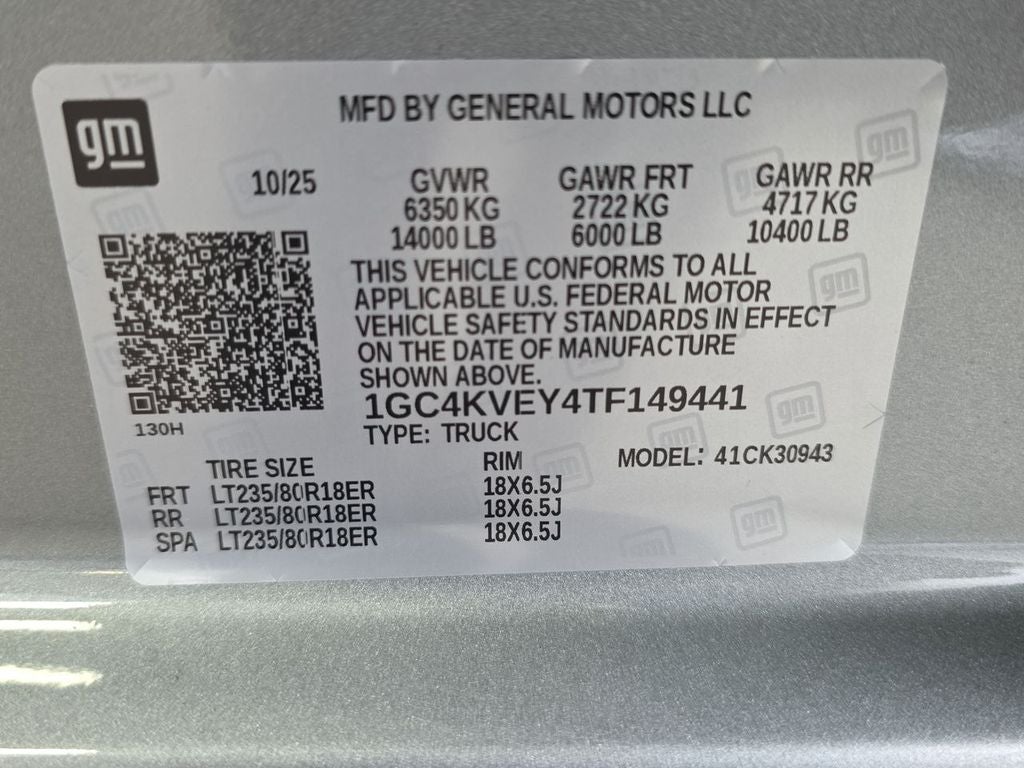 gm
MFD BY GENERAL MOTORS LLC
10/25
GVWR GAWR FRT GAWR RR
6350 KG 2722 KG 4717 KG
14000 LB 6000 LB 10400 LB
THIS VEHICLE CONFORMS TO ALL
APPLICABLE U.S. FEDERAL MOTOR
VEHICLE SAFETY STANDARDS IN EFFECT
ON THE DATE OF MANUFACTURE
SHOWN ABOVE.
1GC4KVEY4TF149441
130H
TYPE: TRUCK
MODEL: 41CK30943
TIRE SIZE RIM
FRT LT235/80R18ER 18X6.5J
RR LT235/80R18ER 18X6.5J
SPA LT235/80R18ER 18X6.5J